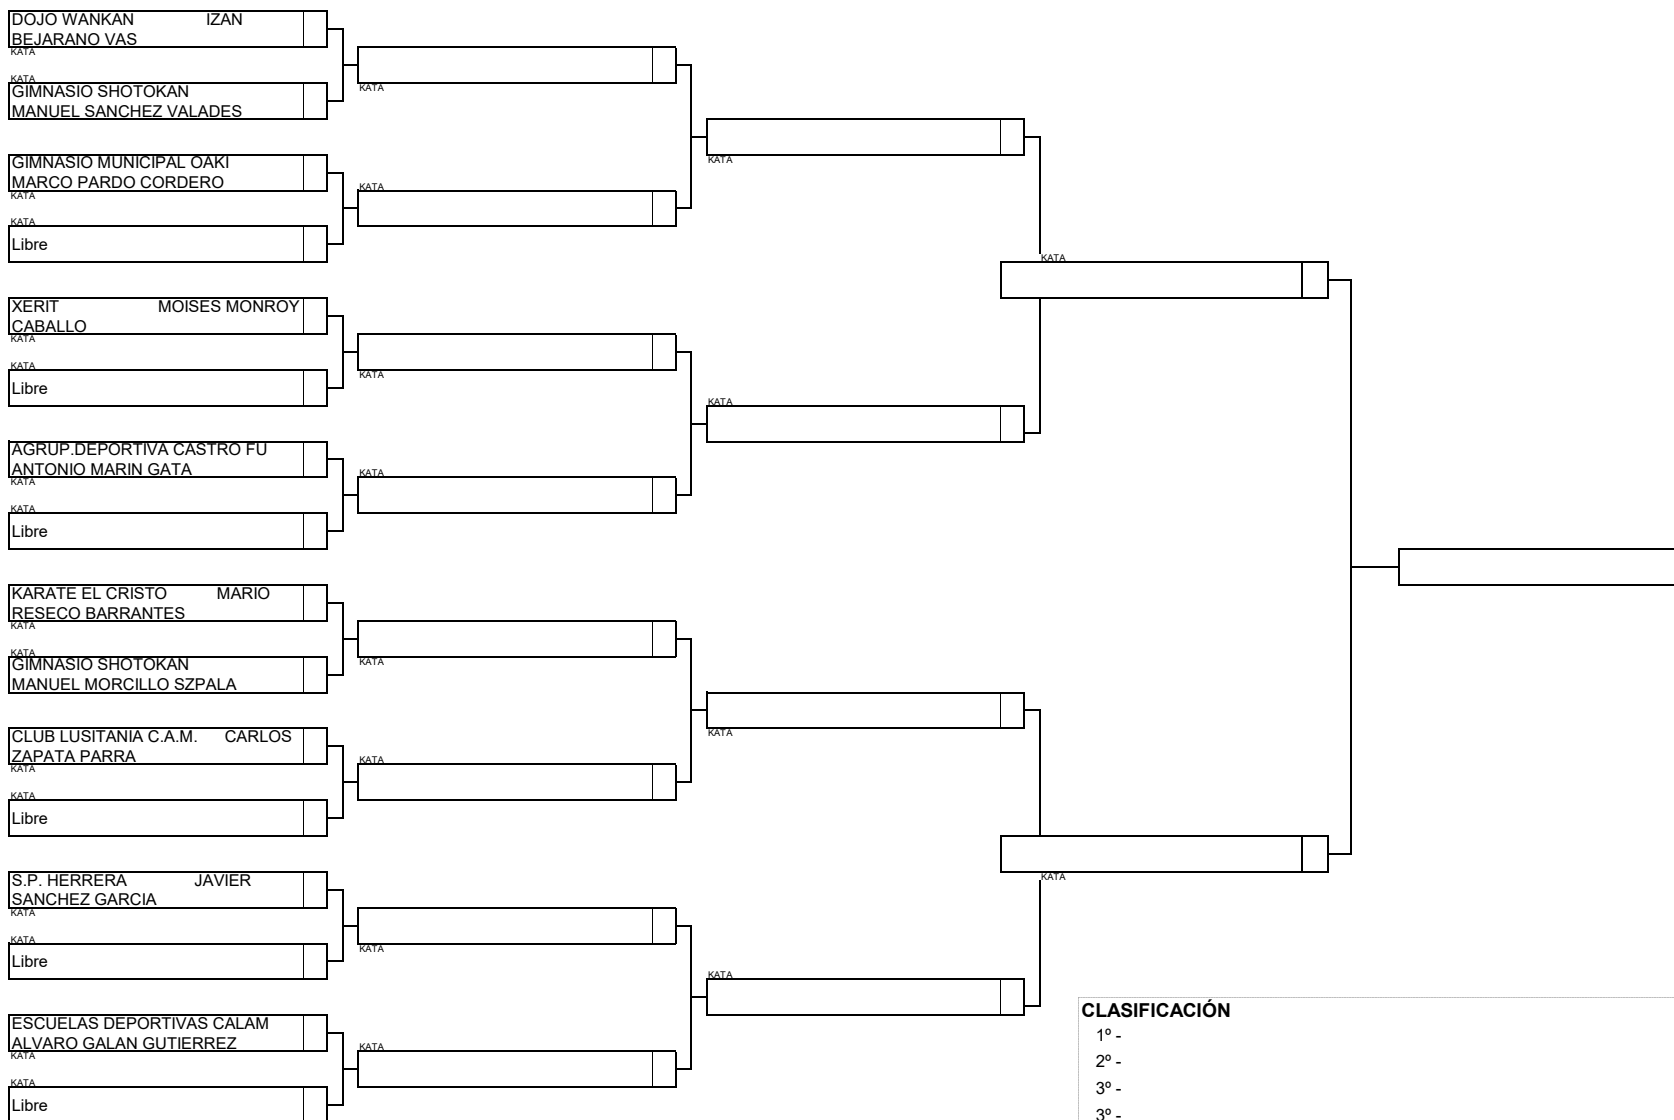 DOJO WANKAN IZAN
BEJARANO VAS
KATA
KATA
GIMNASIO SHOTOKAN
MANUEL SANCHEZ VALADES
GIMNASIO MUNICIPAL OAKI
MARCO PARDO CORDERO
KATA
KATA
Libre
XERIT MOISES MONROY
CABALLO
KATA
KATA
Libre
AGRUP.DEPORTIVA CASTRO FU
ANTONIO MARIN GATA
KATA
KATA
Libre
KARATE EL CRISTO MARIO
RESECO BARRANTES
KATA
KATA
GIMNASIO SHOTOKAN
MANUEL MORCILLO SZPALA
CLUB LUSITANIA C.A.M. CARLOS
ZAPATA PARRA
KATA
KATA
Libre
S.P. HERRERA JAVIER
SANCHEZ GARCIA
KATA
KATA
Libre
ESCUELAS DEPORTIVAS CALAM
ALVARO GALAN GUTIERREZ
KATA
KATA
Libre
KATA
KATA
KATA
KATA
KATA
KATA
KATA
KATA
KATA
KATA
KATA
KATA
KATA
KATA
CLASIFICACIÓN
1º -
2º -
3º -
3º -